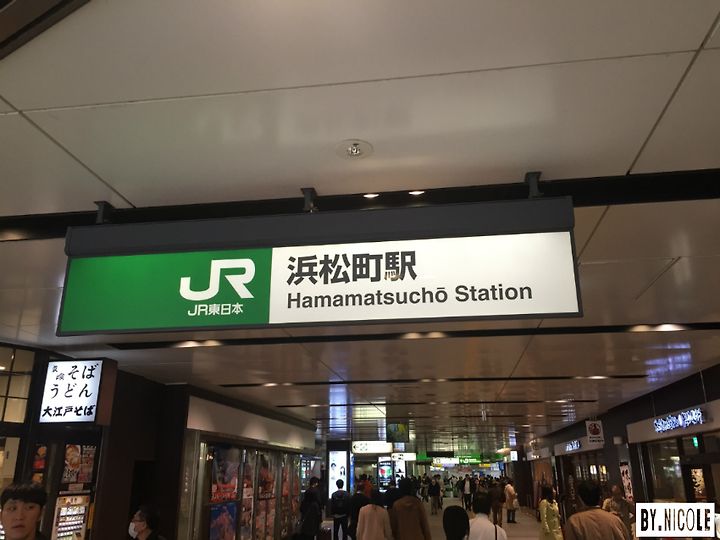 JR
JR東日本
浜松町駅
Hamamatsuchō Station
そば
うどん
大江戸そば
BY.NICOLE